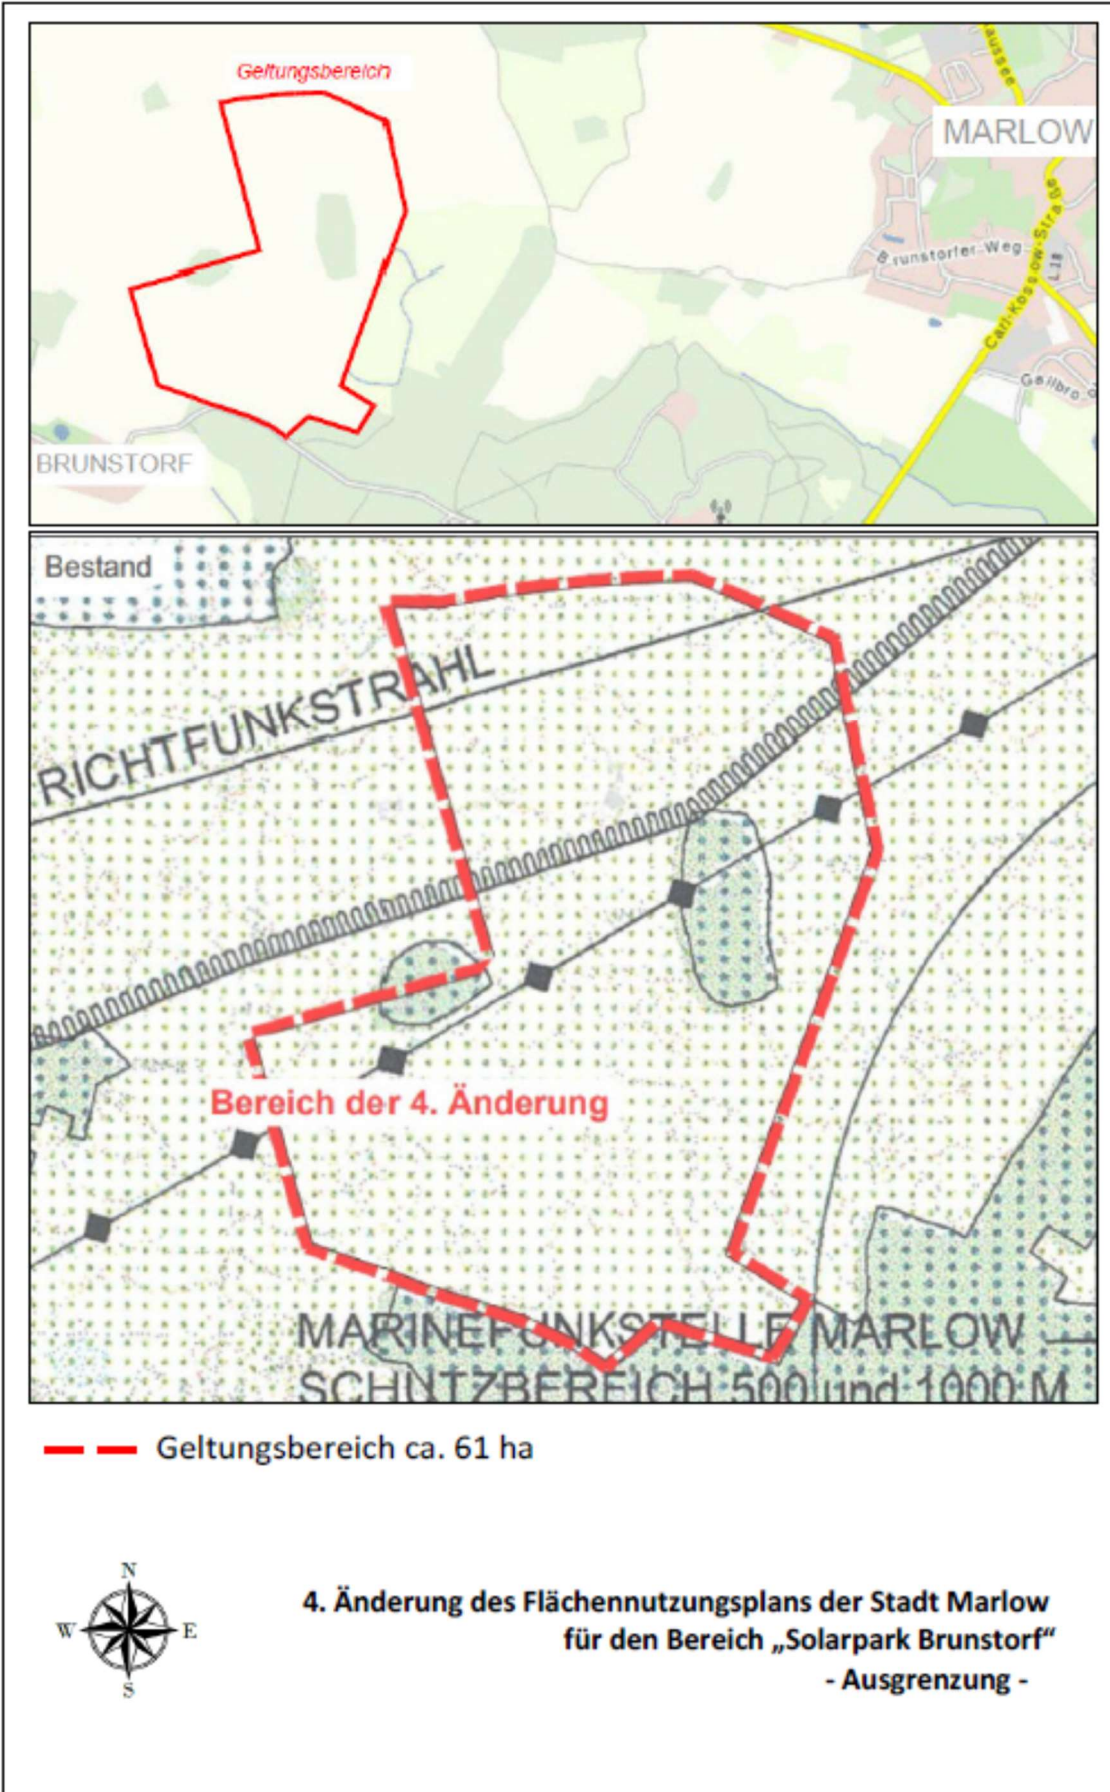 Geltungsbereich
MARLOW
Brunstorfer-Weg
Carl-Kossow-Straße
L 18
BRUNSTORF
Bestand
RICHTFUNKSTRAHL
Bereich der 4. Änderung
MARINEFUNKSTELLE MARLOW
SCHUTZBEREICH 500 und 1000 M
Geltungsbereich ca. 61 ha
N
W E
S
4. Änderung des Flächennutzungsplans der Stadt Marlow
für den Bereich „Solarpark Brunstorf“
- Ausgrenzung -